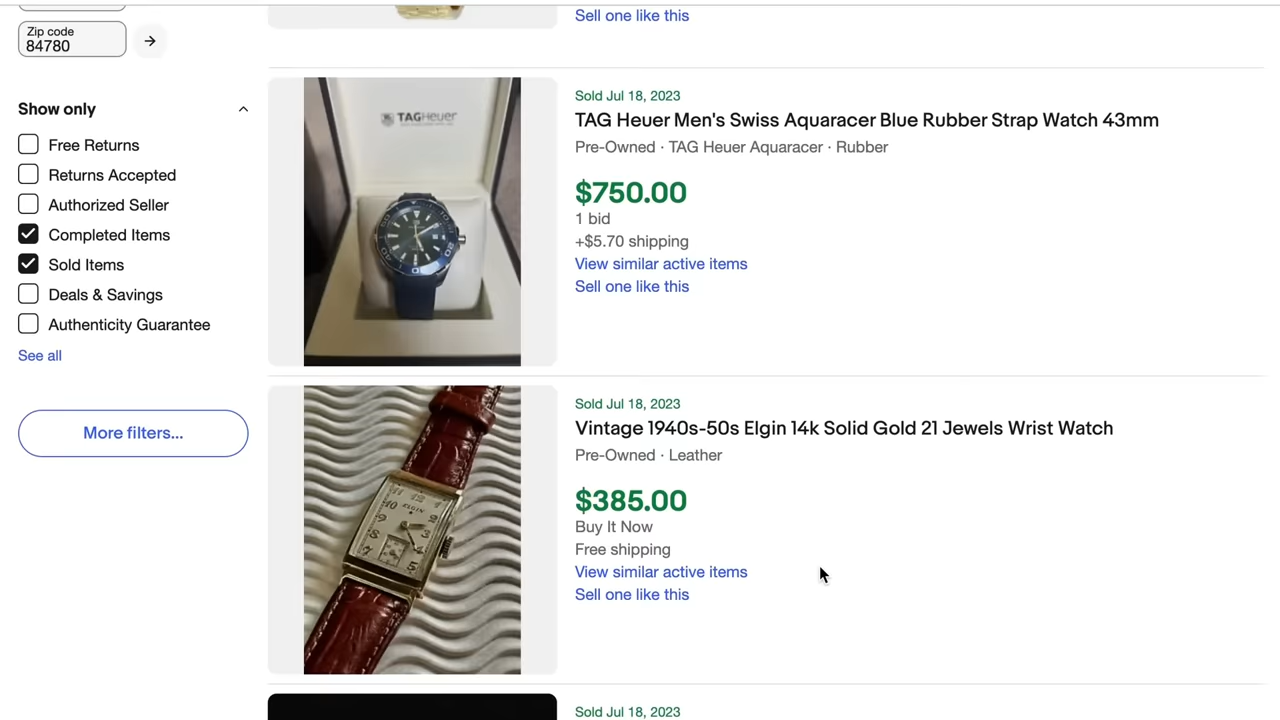 Zip code
84780
Show only
Free Returns
Returns Accepted
Authorized Seller
Completed Items
Sold Items
Deals & Savings
Authenticity Guarantee
See all
More filters...
Sell one like this
Sold Jul 18, 2023
TAG Heuer Men's Swiss Aquaracer Blue Rubber Strap Watch 43mm
Pre-Owned · TAG Heuer Aquaracer · Rubber
$750.00
1 bid
+$5.70 shipping
View similar active items
Sell one like this
TAGHeuer
Sold Jul 18, 2023
Vintage 1940s-50s Elgin 14k Solid Gold 21 Jewels Wrist Watch
Pre-Owned · Leather
$385.00
Buy It Now
Free shipping
View similar active items
Sell one like this
ELGIN
Sold Jul 18, 2023